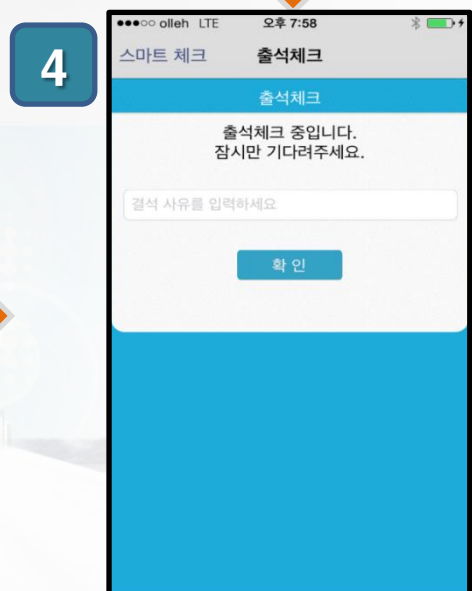 4
●●●○○ olleh LTE 오후 7:58
스마트 체크 출석체크
출석체크
출석체크 중입니다.
잠시만 기다려주세요.
결석 사유를 입력하세요
확 인